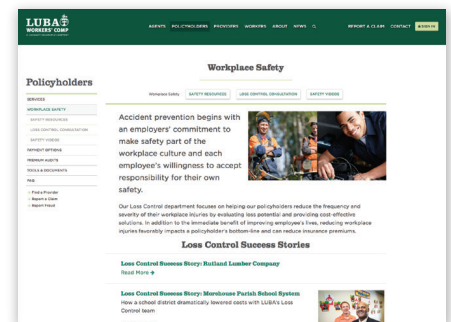 LUBA
WORKERS' COMP
AGENTS POLICYHOLDERS PROVIDERS WORKERS ABOUT NEWS
REPORT A CLAIM CONTACT SIGN IN
Workplace Safety
Policyholders
Workplace Safety SAFETY RESOURCES LOSS CONTROL CONSULTATION SAFETY VIDEOS
SERVICES
WORKPLACE SAFETY
SAFETY RESOURCES
LOSS CONTROL CONSULTATION
SAFETY VIDEOS
PAYMENT OPTIONS
PREMIUM AUDITS
TOOLS & DOCUMENTS
FAQ
Find a Provider
Report a Claim
Report Fraud
Accident prevention begins with
an employers' commitment to
make safety part of the
workplace culture and each
employee's willingness to accept
responsibility for their own
safety.
Our Loss Control department focuses on helping our policyholders reduce the frequency and
severity of their workplace injuries by evaluating loss potential and providing cost-effective
solutions. In addition to the immediate benefit of improving employee's lives, reducing workplace
injuries favorably impacts a policyholder's bottom-line and can reduce insurance premiums.
Loss Control Success Stories
Loss Control Success Story: Rutland Lumber Company
Read More →
Loss Control Success Story: Morehouse Parish School System
How a school district dramatically lowered costs with LUBA's Loss
Control team